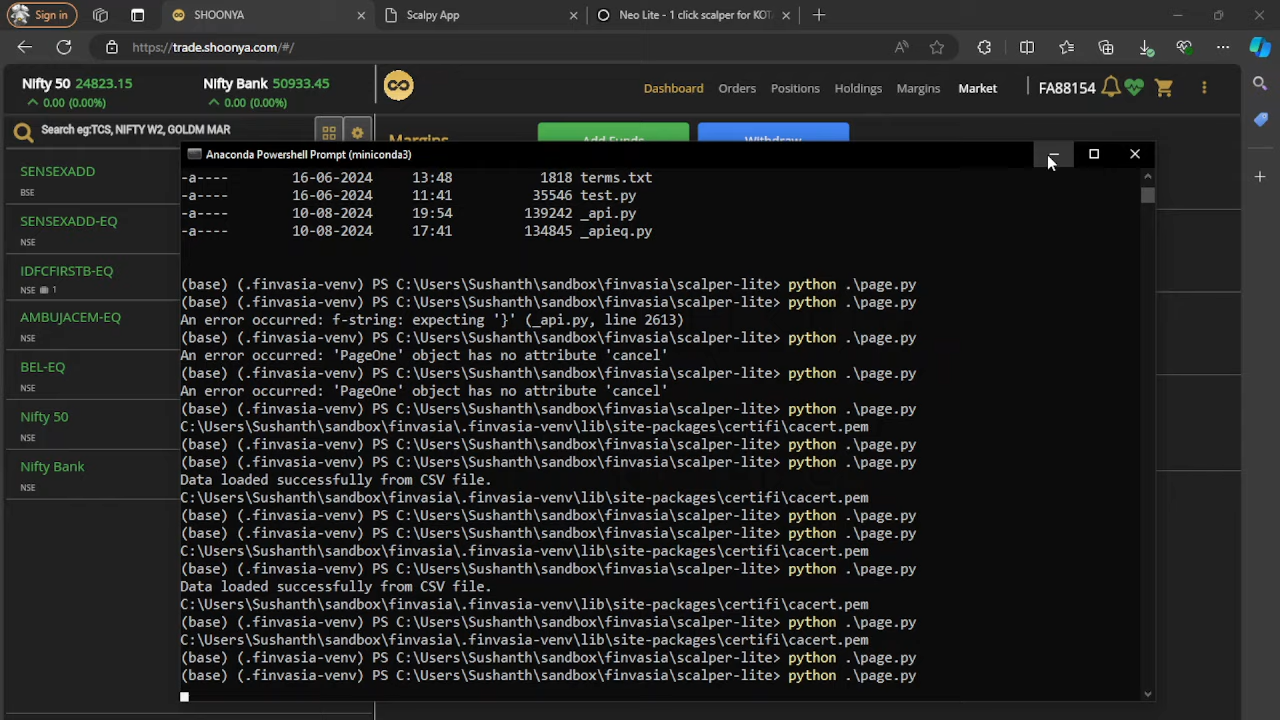 Sign in
SHOONYA
Scalpy App
Neo Lite - 1 click scalper for KOT
https://trade.shoonya.com/#/
Nifty 50 24823.15
0.00 (0.00%)
Nifty Bank 50933.45
0.00 (0.00%)
Dashboard
Orders
Positions
Holdings
Margins
Market
FA88154
Search eg:TCS, NIFTY W2, GOLDM MAR
Margins
Add Funds
Withdraw
SENSEXADD
BSE
SENSEXADD-EQ
NSE
IDFCFIRSTB-EQ
NSE 1
AMBUJACEM-EQ
NSE
BEL-EQ
NSE
Nifty 50
NSE
Nifty Bank
NSE
Anaconda Powershell Prompt (miniconda3)
-a---- 16-06-2024 13:48 1818 terms.txt
-a---- 16-06-2024 11:41 35546 test.py
-a---- 10-08-2024 19:54 139242 _api.py
-a---- 10-08-2024 17:41 134845 _apieq.py
(base) (.finvasia-venv) PS C:\Users\Sushanth\sandbox\finvasia\scalper-lite> python .\page.py
(base) (.finvasia-venv) PS C:\Users\Sushanth\sandbox\finvasia\scalper-lite> python .\page.py
An error occurred: f-string: expecting '}' (_api.py, line 2613)
(base) (.finvasia-venv) PS C:\Users\Sushanth\sandbox\finvasia\scalper-lite> python .\page.py
An error occurred: 'PageOne' object has no attribute 'cancel'
(base) (.finvasia-venv) PS C:\Users\Sushanth\sandbox\finvasia\scalper-lite> python .\page.py
An error occurred: 'PageOne' object has no attribute 'cancel'
(base) (.finvasia-venv) PS C:\Users\Sushanth\sandbox\finvasia\scalper-lite> python .\page.py
C:\Users\Sushanth\sandbox\finvasia\.finvasia-venv\lib\site-packages\certifi\cacert.pem
(base) (.finvasia-venv) PS C:\Users\Sushanth\sandbox\finvasia\scalper-lite> python .\page.py
(base) (.finvasia-venv) PS C:\Users\Sushanth\sandbox\finvasia\scalper-lite> python .\page.py
Data loaded successfully from CSV file.
C:\Users\Sushanth\sandbox\finvasia\.finvasia-venv\lib\site-packages\certifi\cacert.pem
(base) (.finvasia-venv) PS C:\Users\Sushanth\sandbox\finvasia\scalper-lite> python .\page.py
(base) (.finvasia-venv) PS C:\Users\Sushanth\sandbox\finvasia\scalper-lite> python .\page.py
C:\Users\Sushanth\sandbox\finvasia\.finvasia-venv\lib\site-packages\certifi\cacert.pem
(base) (.finvasia-venv) PS C:\Users\Sushanth\sandbox\finvasia\scalper-lite> python .\page.py
Data loaded successfully from CSV file.
C:\Users\Sushanth\sandbox\finvasia\.finvasia-venv\lib\site-packages\certifi\cacert.pem
(base) (.finvasia-venv) PS C:\Users\Sushanth\sandbox\finvasia\scalper-lite> python .\page.py
C:\Users\Sushanth\sandbox\finvasia\.finvasia-venv\lib\site-packages\certifi\cacert.pem
(base) (.finvasia-venv) PS C:\Users\Sushanth\sandbox\finvasia\scalper-lite> python .\page.py
(base) (.finvasia-venv) PS C:\Users\Sushanth\sandbox\finvasia\scalper-lite> python .\page.py